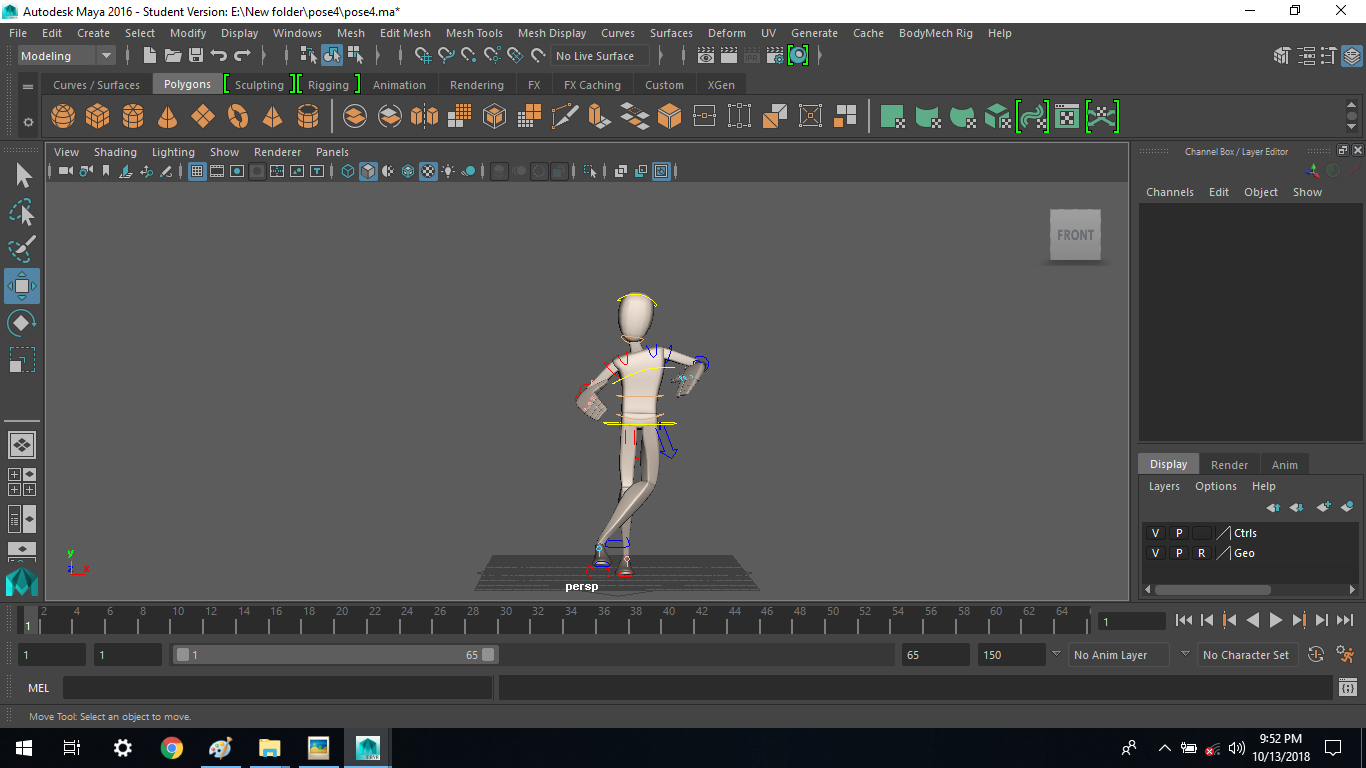 Autodesk Maya 2016 - Student Version: E:\New folder\pose4\pose4.ma*
File Edit Create Select Modify Display Windows Mesh Edit Mesh Mesh Tools Mesh Display Curves Surfaces Deform UV Generate Cache BodyMech Rig Help
Modeling No Live Surface
Curves / Surfaces Polygons Sculpting Rigging Animation Rendering FX FX Caching Custom XGen
View Shading Lighting Show Renderer Panels
Channel Box / Layer Editor
Channels Edit Object Show
FRONT
Display Render Anim
Layers Options Help
V P Ctrls
V P R Geo
y
z x
persp
2 4 6 8 10 12 14 16 18 20 22 24 26 28 30 32 34 36 38 40 42 44 46 48 50 52 54 56 58 60 62 64
1 1
1 1 1 65 65 150 No Anim Layer No Character Set
MEL
Move Tool: Select an object to move.
9:52 PM
10/13/2018